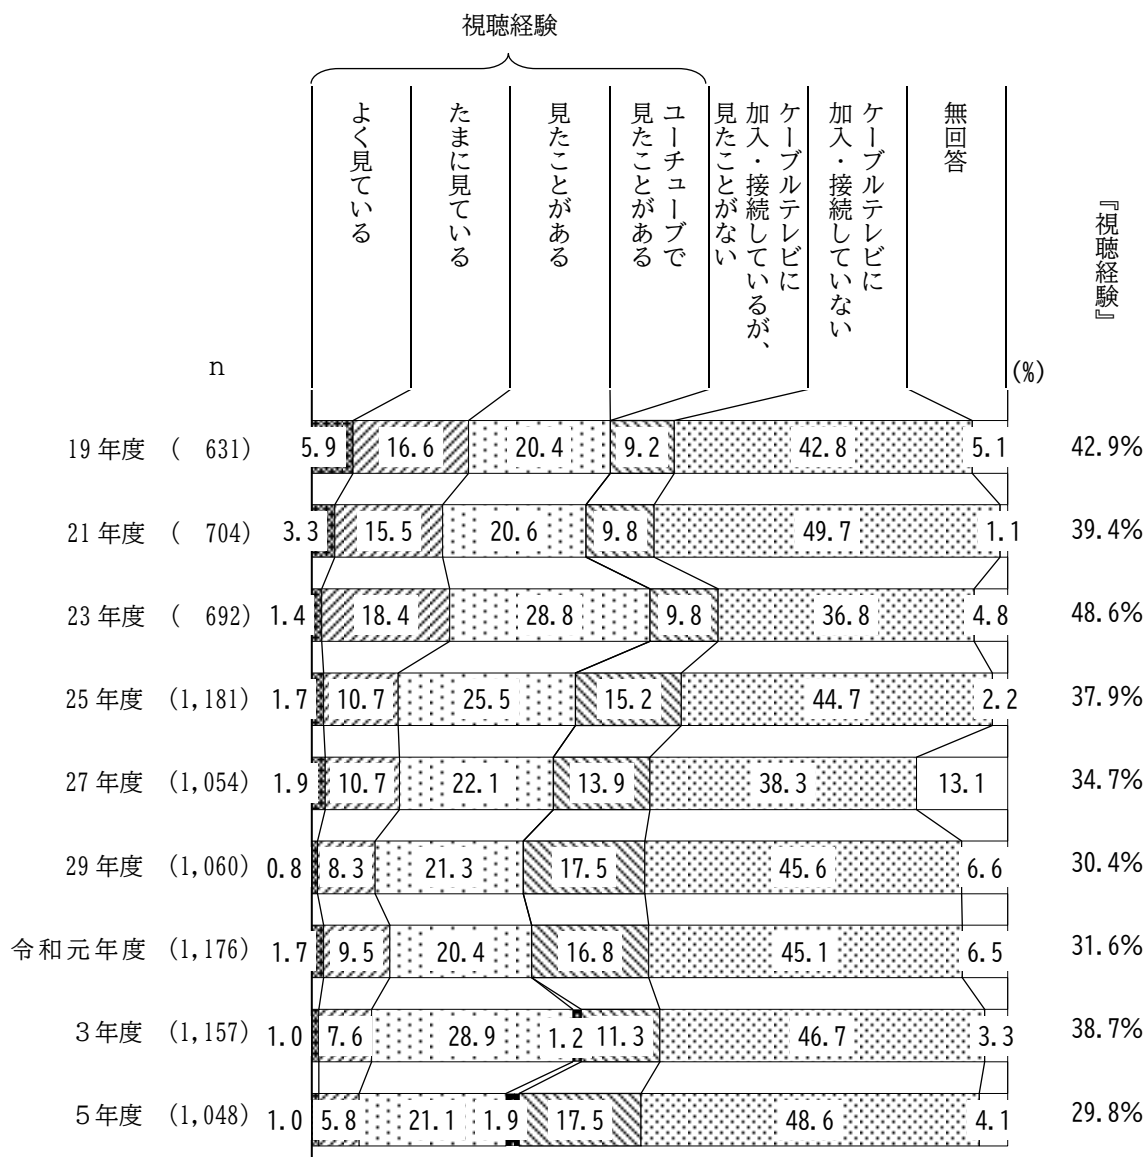 視聴経験
よく見ている
たまに見ている
見たことがある
ユーチューブで
見たことがある
ケーブルテレビに
加入・接続しているが、
見たことがない
ケーブルテレビに
加入・接続していない
無回答
『視聴経験』
n
(%)
19年度 ( 631) 5.9 16.6 20.4 9.2 42.8 5.1 42.9%
21年度 ( 704) 3.3 15.5 20.6 9.8 49.7 1.1 39.4%
23年度 ( 692) 1.4 18.4 28.8 9.8 36.8 4.8 48.6%
25年度 (1,181) 1.7 10.7 25.5 15.2 44.7 2.2 37.9%
27年度 (1,054) 1.9 10.7 22.1 13.9 38.3 13.1 34.7%
29年度 (1,060) 0.8 8.3 21.3 17.5 45.6 6.6 30.4%
令和元年度 (1,176) 1.7 9.5 20.4 16.8 45.1 6.5 31.6%
3年度 (1,157) 1.0 7.6 28.9 1.2 11.3 46.7 3.3 38.7%
5年度 (1,048) 1.0 5.8 21.1 1.9 17.5 48.6 4.1 29.8%